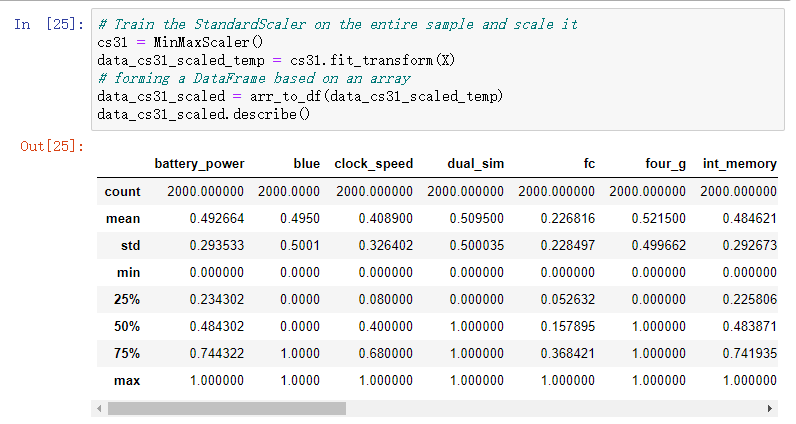 In [25]: # Train the StandardScaler on the entire sample and scale it
cs31 = MinMaxScaler()
data_cs31_scaled_temp = cs31.fit_transform(X)
# forming a DataFrame based on an array
data_cs31_scaled = arr_to_df(data_cs31_scaled_temp)
data_cs31_scaled.describe()
Out[25]:
battery_power blue clock_speed dual_sim fc four_g int_memory
count 2000.000000 2000.0000 2000.000000 2000.000000 2000.000000 2000.000000 2000.000000
mean 0.492664 0.4950 0.408900 0.509500 0.226816 0.521500 0.484621
std 0.293533 0.5001 0.326402 0.500035 0.228497 0.499662 0.292673
min 0.000000 0.0000 0.000000 0.000000 0.000000 0.000000 0.000000
25% 0.234302 0.0000 0.080000 0.000000 0.052632 0.000000 0.225806
50% 0.484302 0.0000 0.400000 1.000000 0.157895 1.000000 0.483871
75% 0.744322 1.0000 0.680000 1.000000 0.368421 1.000000 0.741935
max 1.000000 1.0000 1.000000 1.000000 1.000000 1.000000 1.000000